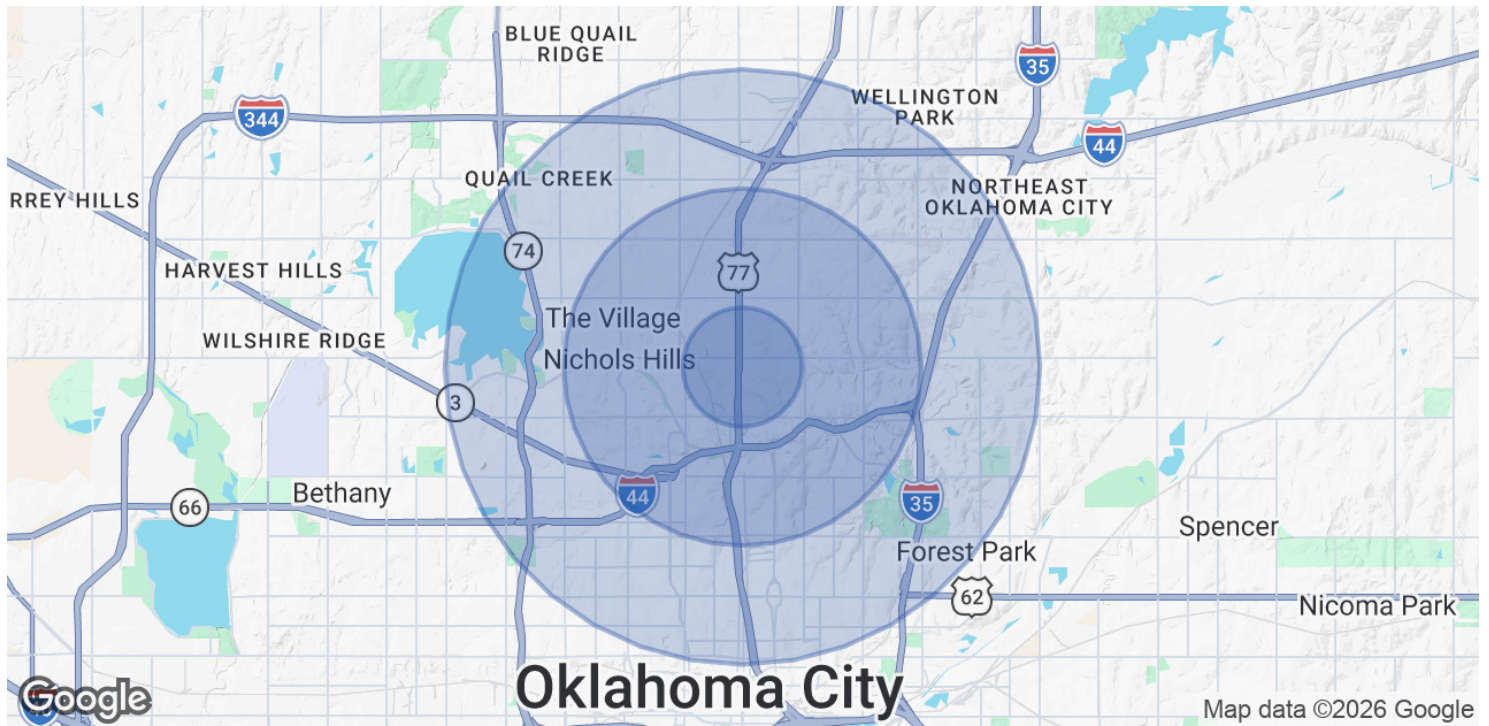 BLUE QUAIL
RIDGE
35
WELLINGTON
PARK
344
44
QUAIL CREEK
NORTHEAST
OKLAHOMA CITY
RREY HILLS
74
77
HARVEST HILLS
The Village
WILSHIRE RIDGE
Nichols Hills
3
Bethany
44
35
66
Spencer
Forest Park
62
Nicoma Park
Oklahoma City
Google
Map data ©2026 Google